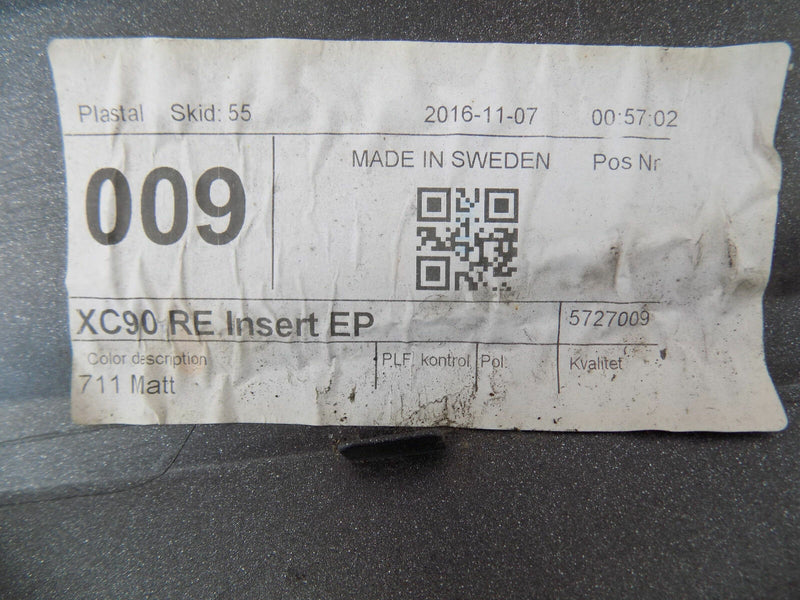 Plastal Skid: 55 2016-11-07 00:57:02
009 MADE IN SWEDEN Pos Nr
XC90 RE Insert EP 5727009
Color description PLF. kontrol Pol. Kvalitet
711 Matt